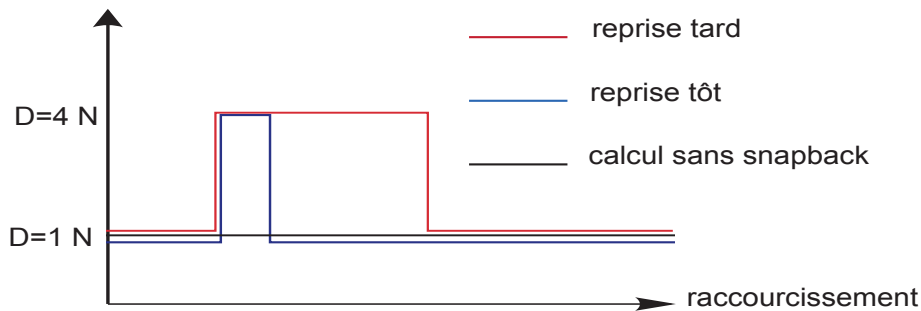 reprise tard
reprise tôt
calcul sans snapback
D=4 N
D=1 N
raccourcissement